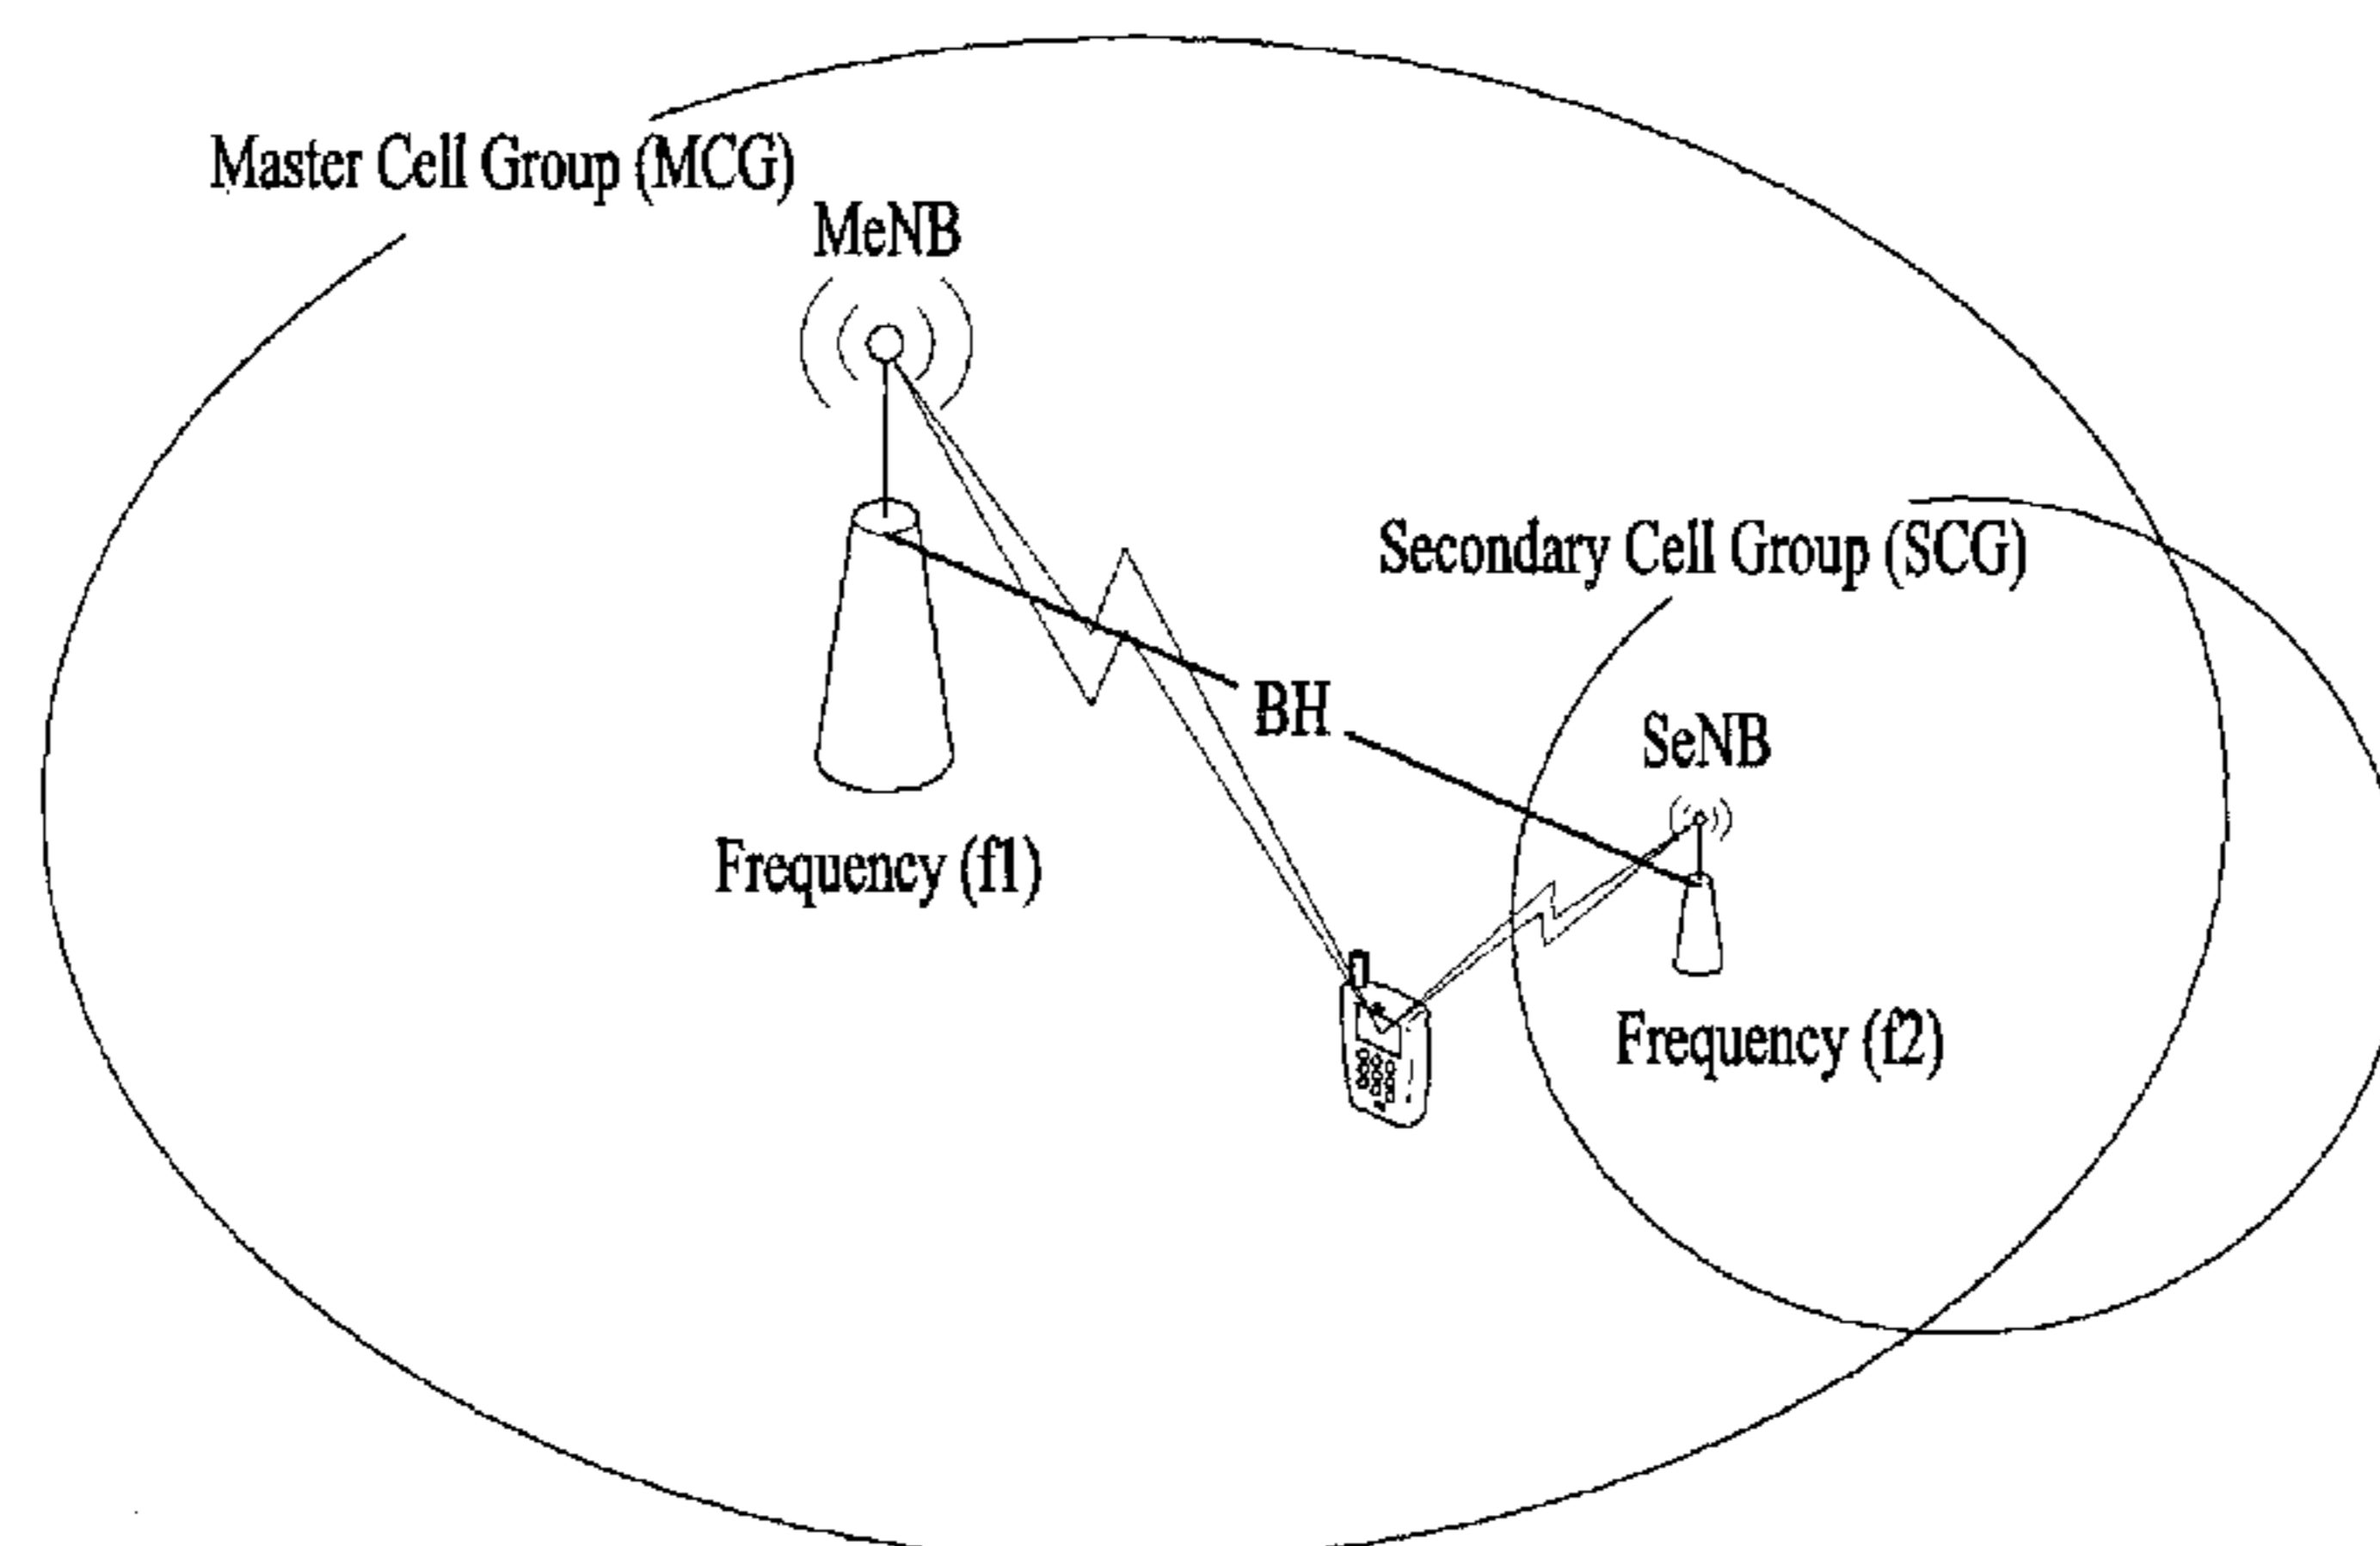 Master Cell Group (MCG)
MeNB
Secondary Cell Group (SCG)
BH
SeNB
Frequency (f1)
Frequency (f2)